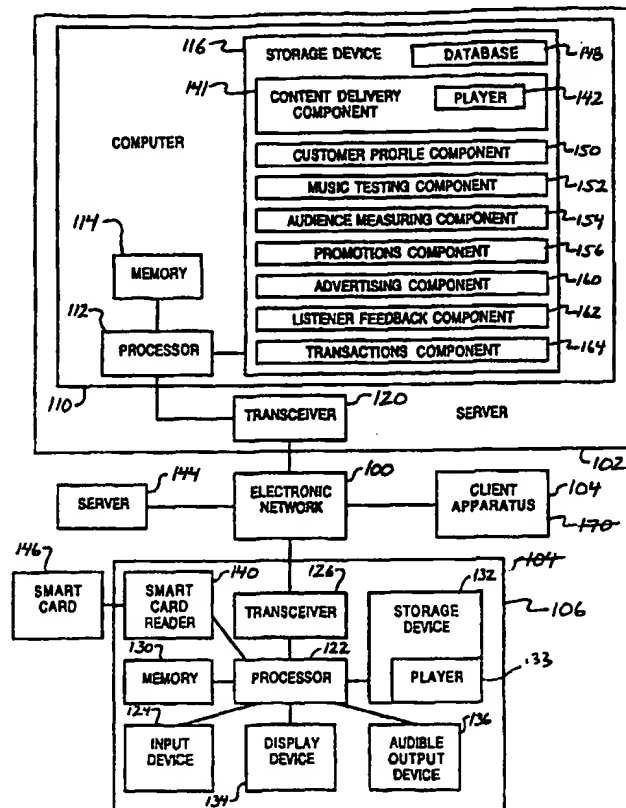 116
STORAGE DEVICE
DATABASE
148
141
CONTENT DELIVERY
COMPONENT
PLAYER
142
COMPUTER
CUSTOMER PROFILE COMPONENT
150
MUSIC TESTING COMPONENT
152
114
AUDIENCE MEASURING COMPONENT
154
MEMORY
PROMOTIONS COMPONENT
156
112
ADVERTISING COMPONENT
160
PROCESSOR
LISTENER FEEDBACK COMPONENT
162
TRANSACTIONS COMPONENT
164
110
TRANSCEIVER
120
SERVER
102
144
100
SERVER
ELECTRONIC
NETWORK
CLIENT
APPARATUS
104
170
146
140
126
132
104
SMART
CARD
SMART
CARD
READER
TRANSCEIVER
STORAGE
DEVICE
106
130
122
MEMORY
PROCESSOR
PLAYER
133
124
136
INPUT
DEVICE
DISPLAY
DEVICE
AUDIBLE
OUTPUT
DEVICE
134